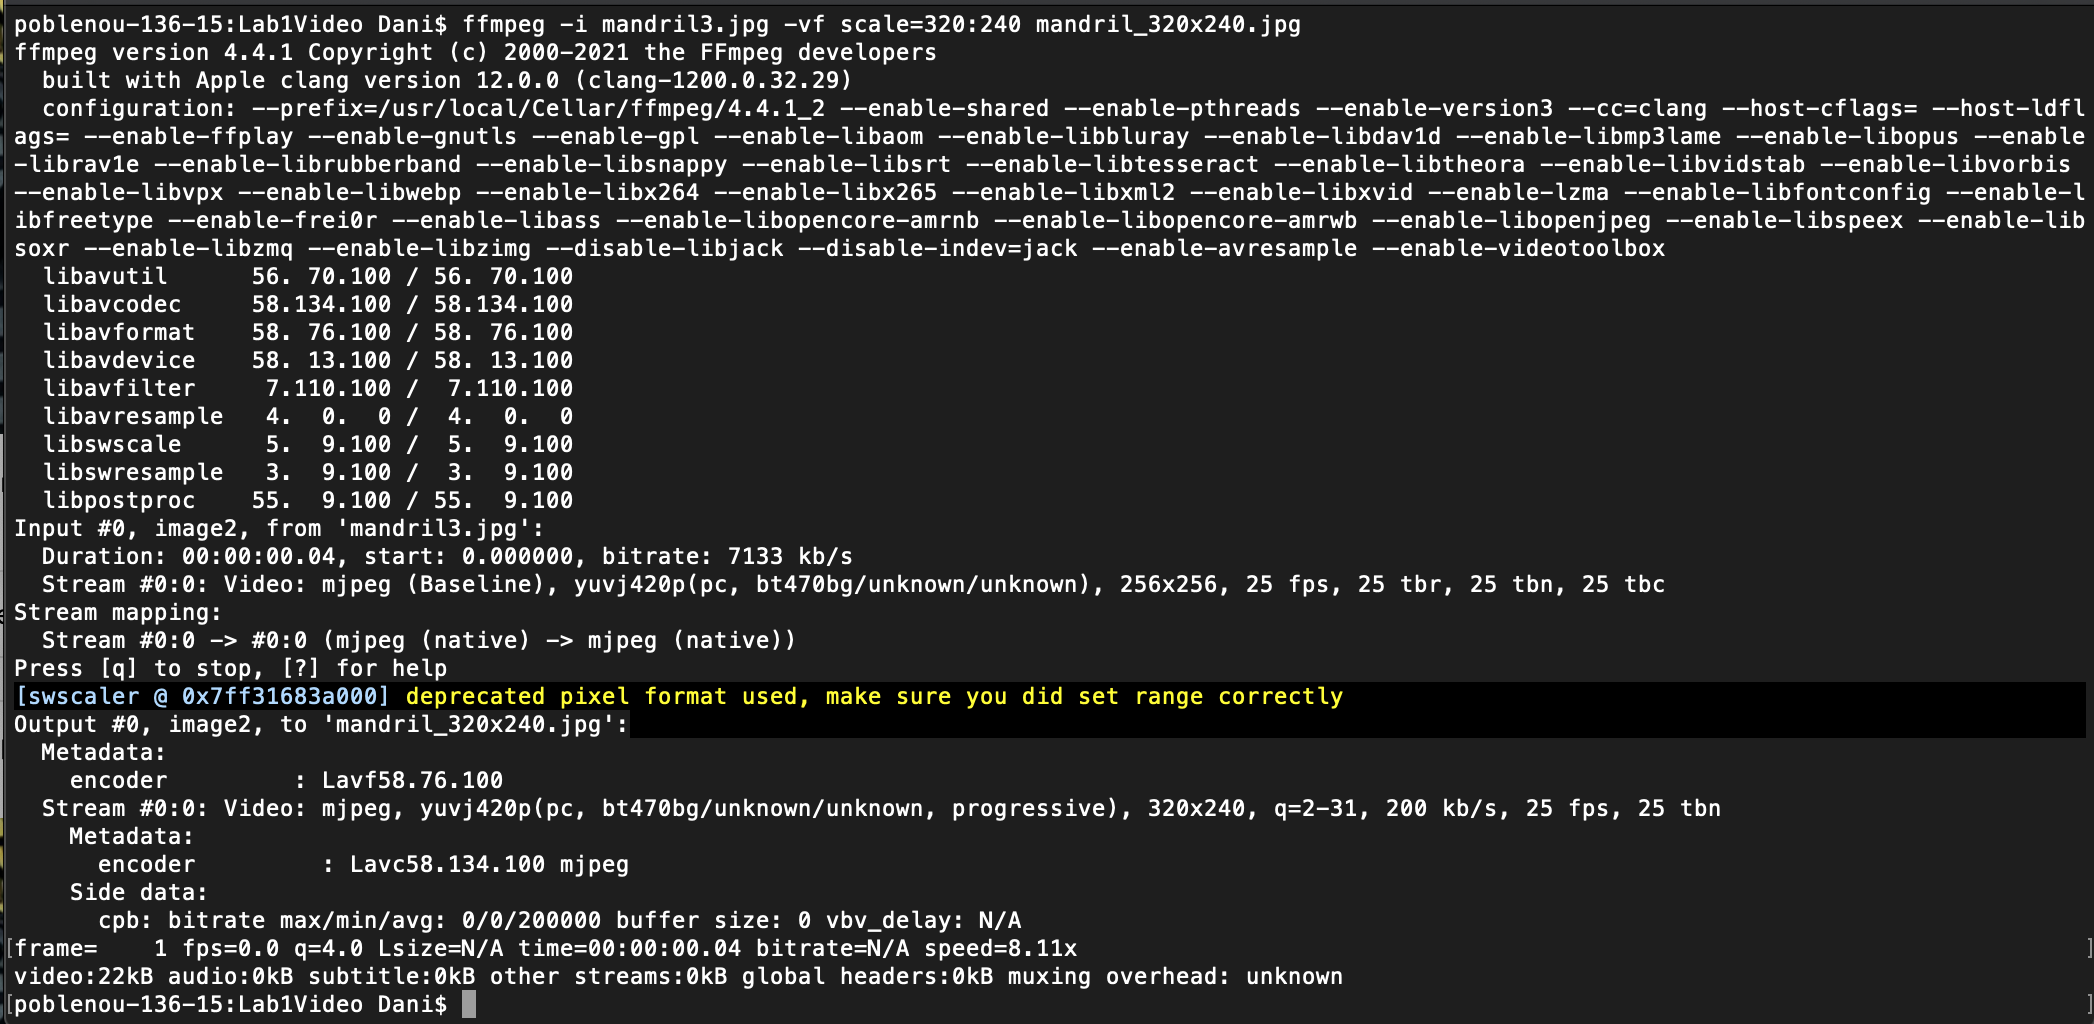 poblenou-136-15:Lab1Video Dani$ ffmpeg -i mandril3.jpg -vf scale=320:240 mandril_320x240.jpg
ffmpeg version 4.4.1 Copyright (c) 2000-2021 the FFmpeg developers
  built with Apple clang version 12.0.0 (clang-1200.0.32.29)
  configuration: --prefix=/usr/local/Cellar/ffmpeg/4.4.1_2 --enable-shared --enable-pthreads --enable-version3 --cc=clang --host-cflags= --host-ldfl
ags= --enable-ffplay --enable-gnutls --enable-gpl --enable-libaom --enable-libbluray --enable-libdav1d --enable-libmp3lame --enable-libopus --enable
-librav1e --enable-librubberband --enable-libsnappy --enable-libsrt --enable-libtesseract --enable-libtheora --enable-libvidstab --enable-libvorbis
--enable-libvpx --enable-libwebp --enable-libx264 --enable-libx265 --enable-libxml2 --enable-libxvid --enable-lzma --enable-libfontconfig --enable-l
ibfreetype --enable-frei0r --enable-libass --enable-libopencore-amrnb --enable-libopencore-amrwb --enable-libopenjpeg --enable-libspeex --enable-lib
soxr --enable-libzmq --enable-libzimg --disable-libjack --disable-indev=jack --enable-avresample --enable-videotoolbox
  libavutil      56. 70.100 / 56. 70.100
  libavcodec     58.134.100 / 58.134.100
  libavformat    58. 76.100 / 58. 76.100
  libavdevice    58. 13.100 / 58. 13.100
  libavfilter     7.110.100 /  7.110.100
  libavresample   4.  0.  0 /  4.  0.  0
  libswscale      5.  9.100 /  5.  9.100
  libswresample   3.  9.100 /  3.  9.100
  libpostproc    55.  9.100 / 55.  9.100
Input #0, image2, from 'mandril3.jpg':
  Duration: 00:00:00.04, start: 0.000000, bitrate: 7133 kb/s
  Stream #0:0: Video: mjpeg (Baseline), yuvj420p(pc, bt470bg/unknown/unknown), 256x256, 25 fps, 25 tbr, 25 tbn, 25 tbc
Stream mapping:
  Stream #0:0 -> #0:0 (mjpeg (native) -> mjpeg (native))
Press [q] to stop, [?] for help
[swscaler @ 0x7ff31683a000] deprecated pixel format used, make sure you did set range correctly
Output #0, image2, to 'mandril_320x240.jpg':
  Metadata:
    encoder         : Lavf58.76.100
  Stream #0:0: Video: mjpeg, yuvj420p(pc, bt470bg/unknown/unknown, progressive), 320x240, q=2-31, 200 kb/s, 25 fps, 25 tbn
    Metadata:
      encoder         : Lavc58.134.100 mjpeg
    Side data:
      cpb: bitrate max/min/avg: 0/0/200000 buffer size: 0 vbv_delay: N/A
[frame=    1 fps=0.0 q=4.0 Lsize=N/A time=00:00:00.04 bitrate=N/A speed=8.11x ]
video:22kB audio:0kB subtitle:0kB other streams:0kB global headers:0kB muxing overhead: unknown
[poblenou-136-15:Lab1Video Dani$ ]